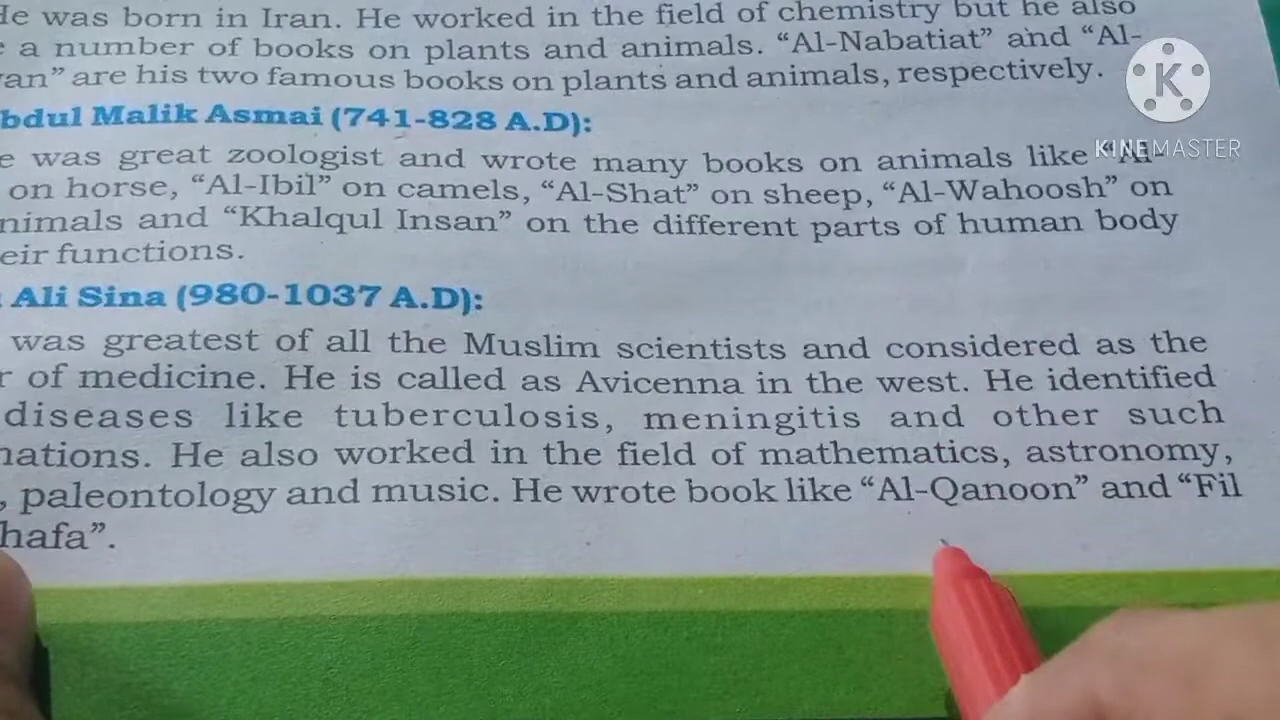 He was born in Iran. He worked in the field of chemistry but he also
a number of books on plants and animals. “Al-Nabatiat” and “Al-
an” are his two famous books on plants and animals, respectively.
bdul Malik Asmai (741-828 A.D):
e was great zoologist and wrote many books on animals like
on horse, “Al-Ibil” on camels, “Al-Shat” on sheep, “Al-Wahoosh” on
nimals and “Khalqul Insan” on the different parts of human body
eir functions.
Ali Sina (980-1037 A.D):
was greatest of all the Muslim scientists and considered as the
r of medicine. He is called as Avicenna in the west. He identified
diseases like tuberculosis, meningitis and other such
nations. He also worked in the field of mathematics, astronomy,
, paleontology and music. He wrote book like “Al-Qanoon” and “Fil
hafa”.
K
KINEMASTER